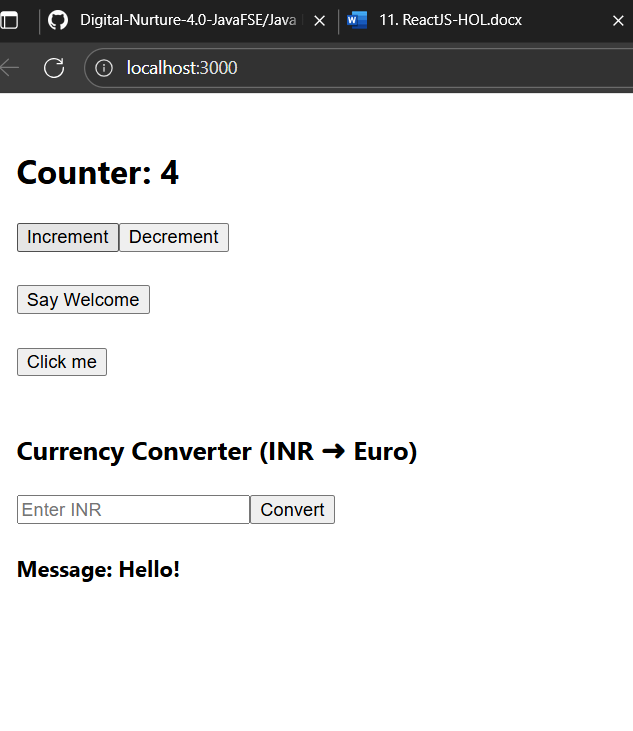 Digital-Nurture-4.0-JavaFSE/Java
11. ReactJS-HOL.docx
localhost:3000
Counter: 4
Increment Decrement
Say Welcome
Click me
Currency Converter (INR ➜ Euro)
Enter INR Convert
Message: Hello!